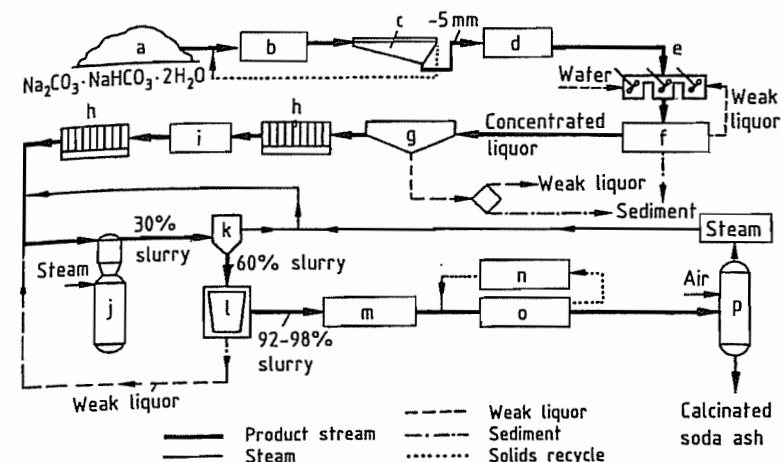 a
b
c
-5 mm
d
e
Na₂CO₃·NaHCO₃·2H₂O
Water
Weak
liquor
h
i
h
g
Concentrated
liquor
f
Weak liquor
Sediment
30%
slurry
k
Steam
Steam
60% slurry
j
l
m
n
o
Air
p
92-98%
slurry
Weak liquor
Calcinated
soda ash
Product stream
Steam
Weak liquor
Sediment
Solids recycle